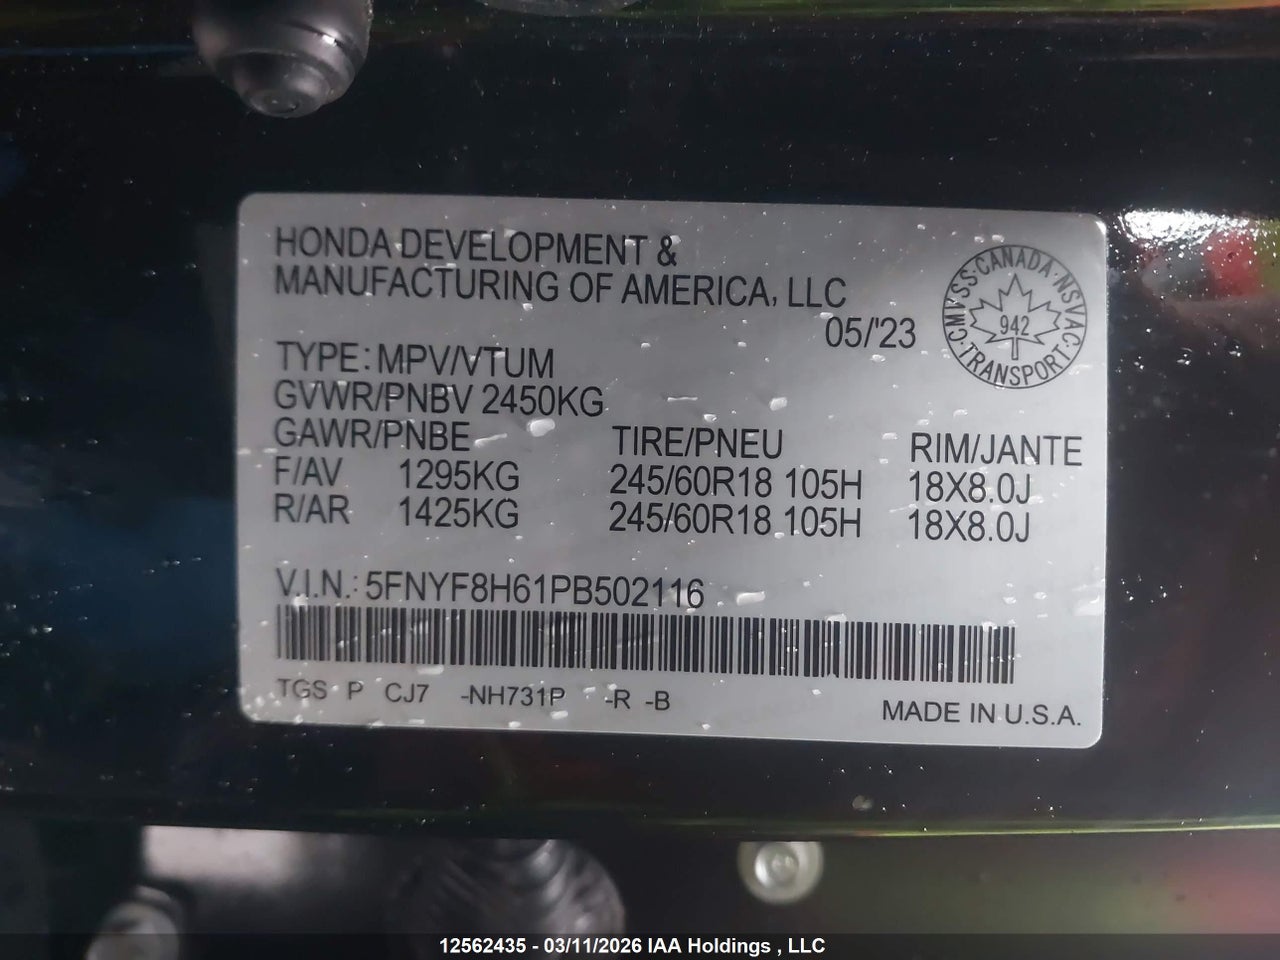 HONDA DEVELOPMENT &
MANUFACTURING OF AMERICA, LLC
05/'23
CMVSS·CANADA·NSVAC·TRANSPORT·
942
TYPE: MPV/VTUM
GVWR/PNBV 2450KG
GAWR/PNBE TIRE/PNEU RIM/JANTE
F/AV 1295KG 245/60R18 105H 18X8.0J
R/AR 1425KG 245/60R18 105H 18X8.0J
V.I.N.: 5FNYF8H61PB502116
TGS P CJ7 -NH731P -R -B
MADE IN U.S.A.
12562435 - 03/11/2026 IAA Holdings , LLC